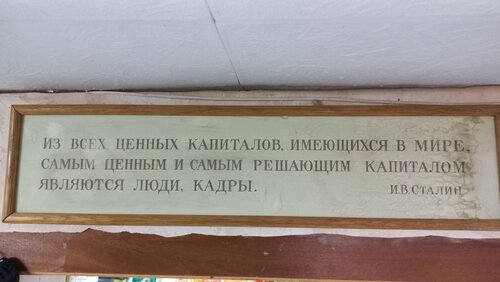 ИЗ ВСЕХ ЦЕННЫХ КАПИТАЛОВ, ИМЕЮЩИХСЯ В МИРЕ,
САМЫМ ЦЕННЫМ И САМЫМ РЕШАЮЩИМ КАПИТАЛОМ
ЯВЛЯЮТСЯ ЛЮДИ, КАДРЫ. И.В.СТАЛИН